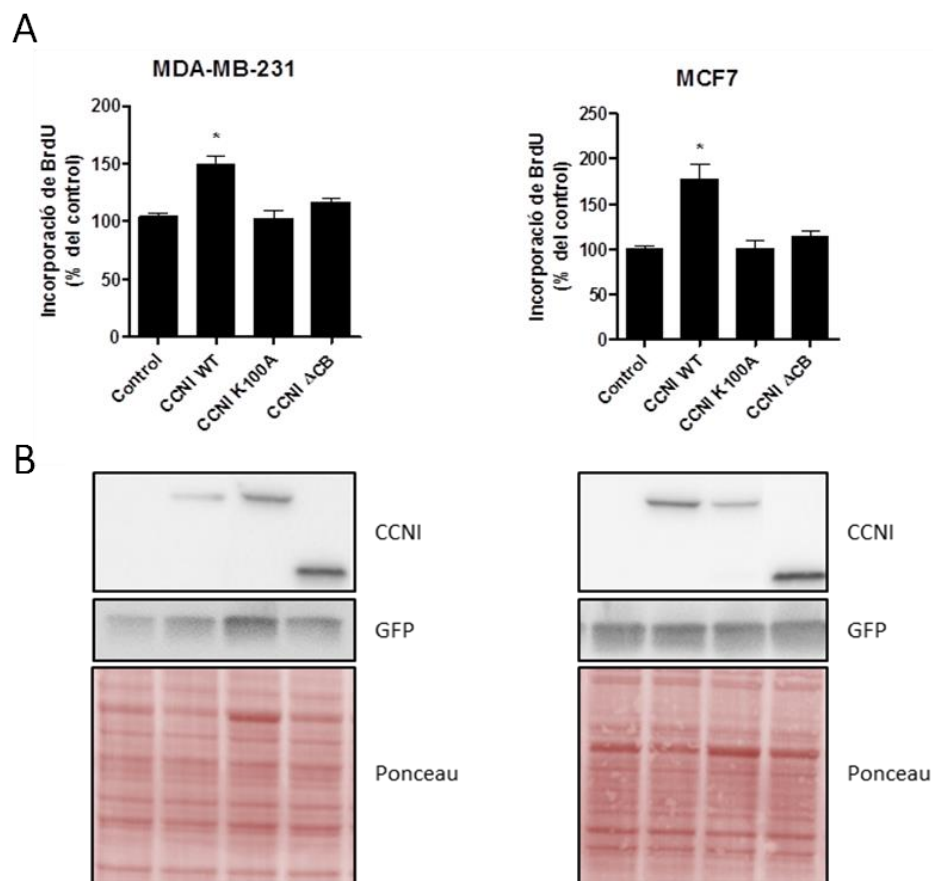 A
MDA-MB-231
Incorporació de BrdU
(% del control)
200
150
100
50
0
*
Control
CCNI WT
CCNI K100A
CCNI ΔCB
MCF7
Incorporació de BrdU
(% del control)
250
200
150
100
50
0
*
Control
CCNI WT
CCNI K100A
CCNI ΔCB
B
CCNI
GFP
Ponceau
CCNI
GFP
Ponceau